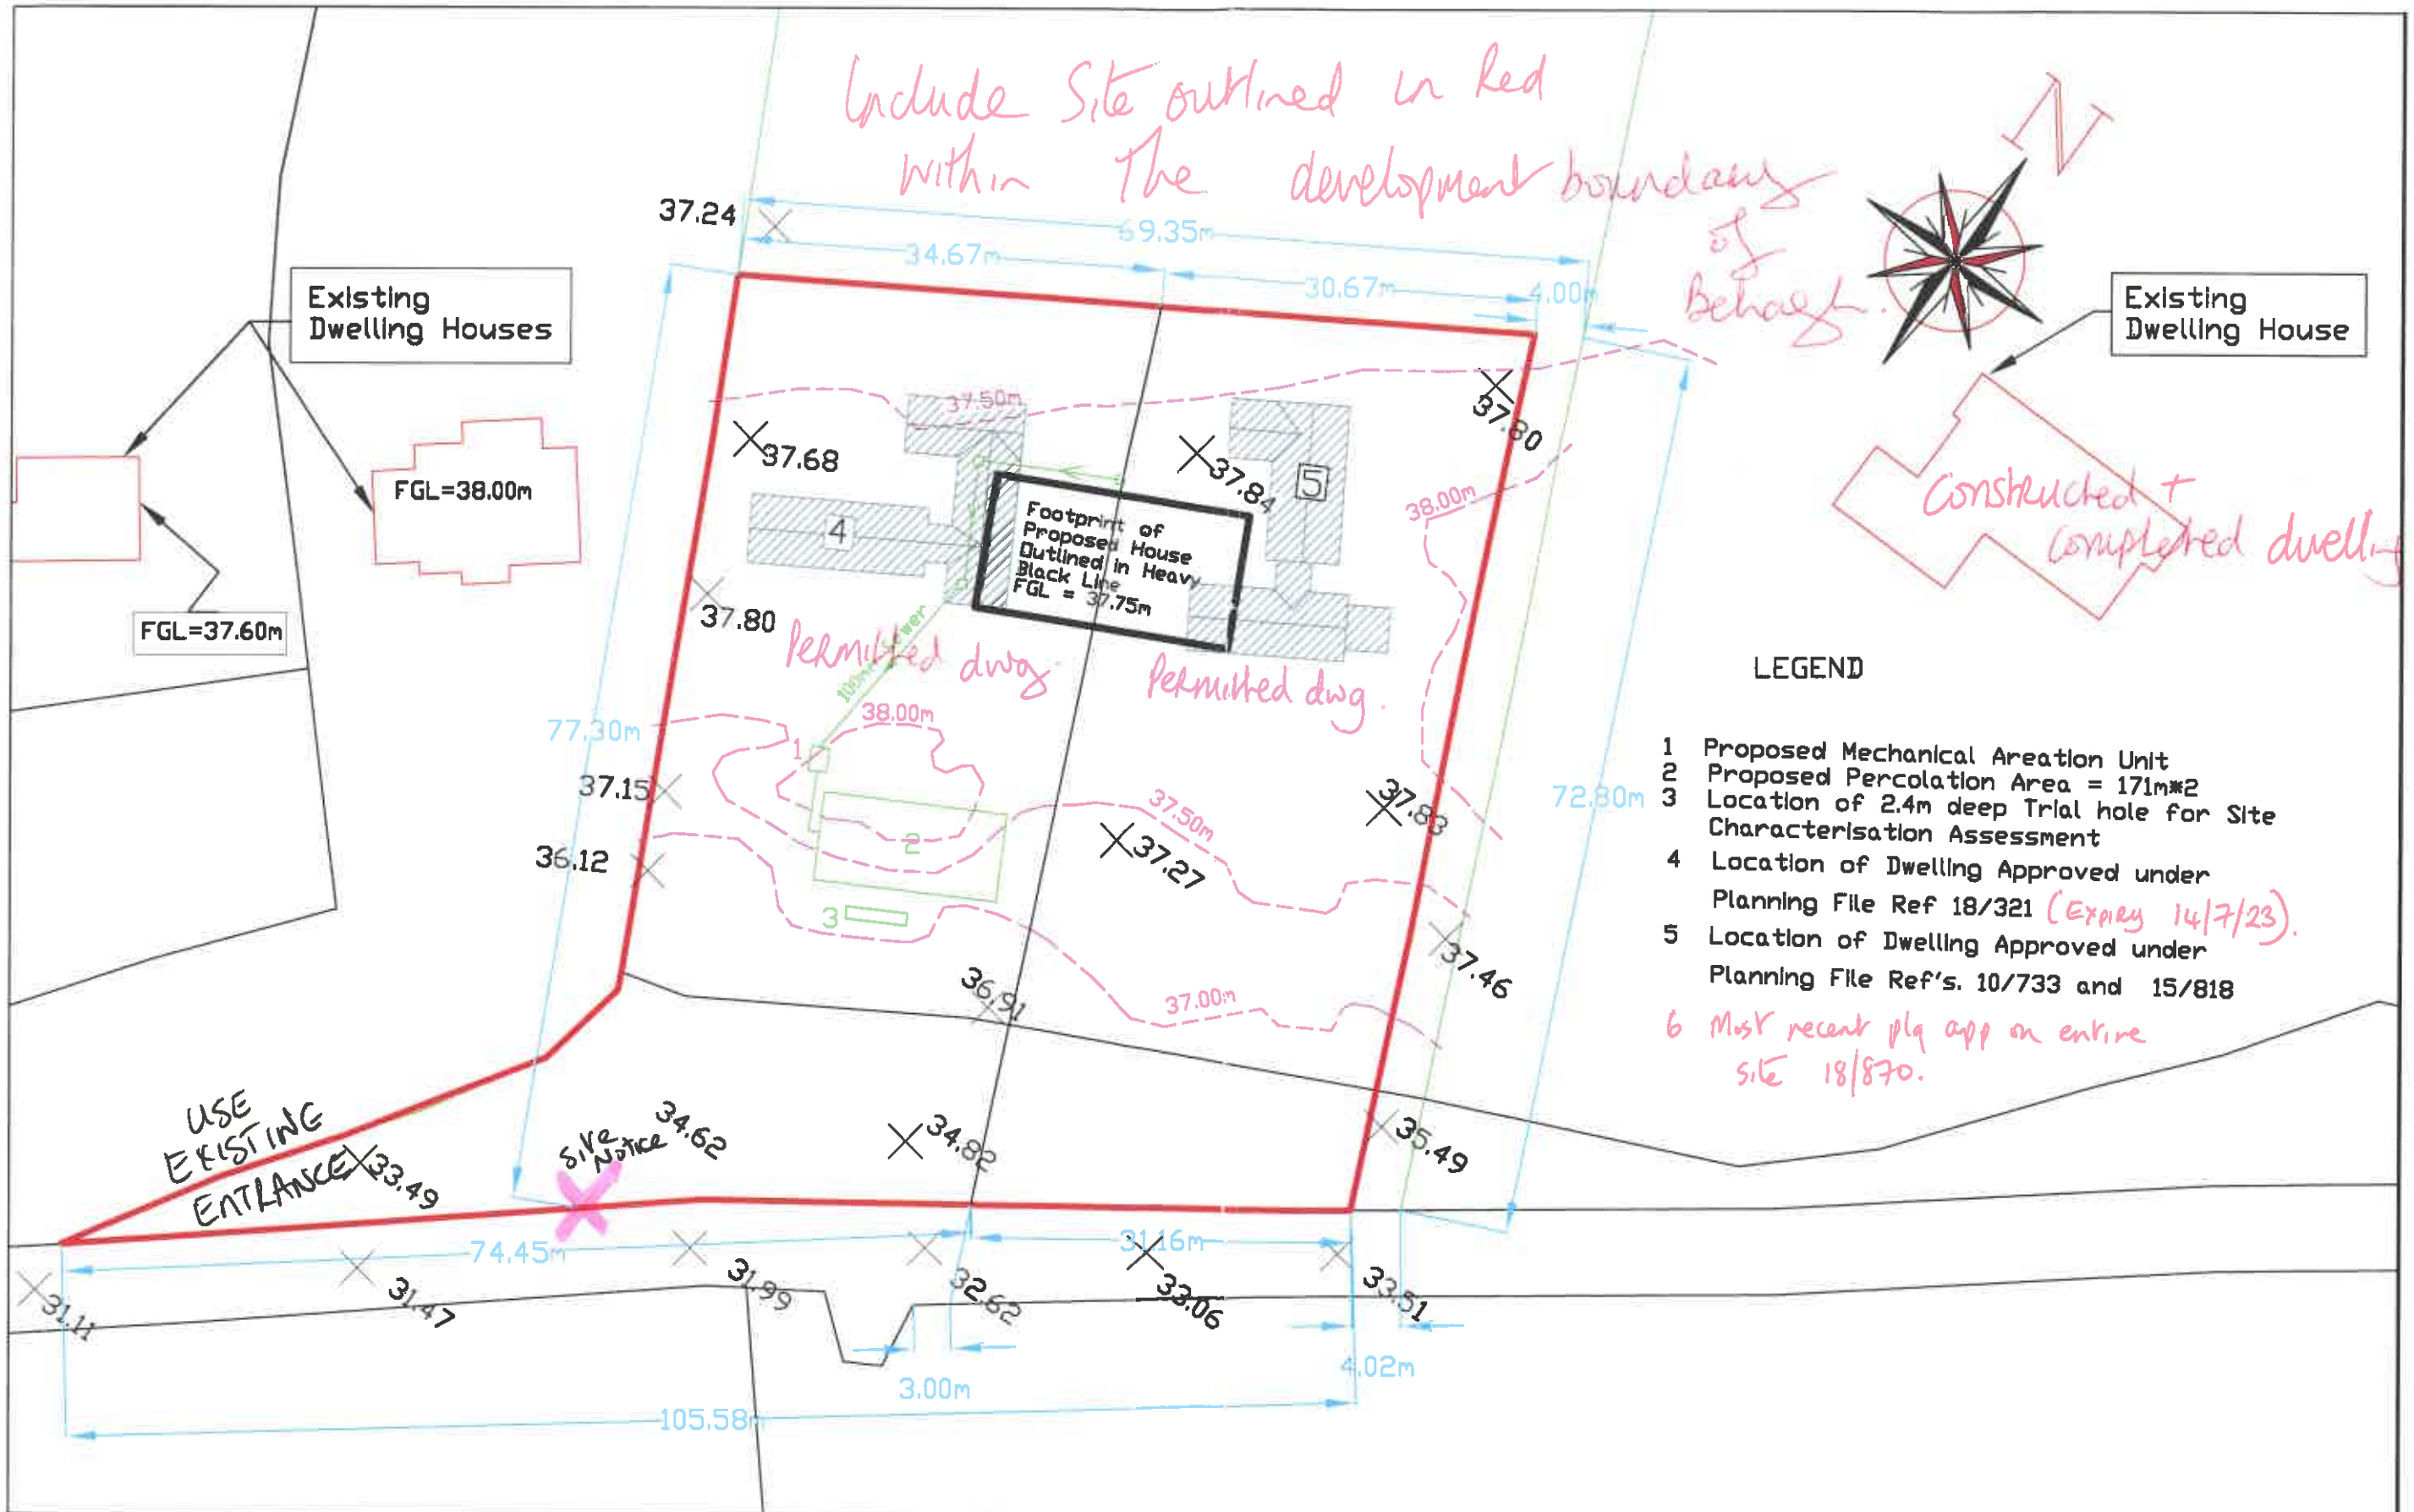 Include Site outlined in Red
within The development boundary
of
Behagh.
N
37.24
69.35m
34.67m
30.67m
4.00m
Existing
Dwelling Houses
Existing
Dwelling House
37.50m
37.80
37.68
37.84
5
38.00m
FGL=38.00m
4
Footprint of
Proposed House
Outlined in Heavy
Black Line
FGL = 37.75m
Constructed +
completed dwelling
37.80
FGL=37.60m
Permitted dwg.
Permitted dwg.
LEGEND
38.00m
77.30m
1
37.15
37.50m
37.83
72.80m
1 Proposed Mechanical Areation Unit
2 Proposed Percolation Area = 171m*2
3 Location of 2.4m deep Trial hole for Site
Characterisation Assessment
4 Location of Dwelling Approved under
Planning File Ref 18/321 (Expiry 14/7/23).
5 Location of Dwelling Approved under
Planning File Ref's. 10/733 and 15/818
6 Most recent plg app on entire
site 18/870.
2
36.12
37.27
3
37.46
36.91
37.00m
USE
EXISTING
ENTRANCE
33.49
Site
Notice
34.62
34.82
35.49
74.45m
31.16m
31.11
31.47
31.99
32.62
33.06
33.51
4.02m
3.00m
105.58m